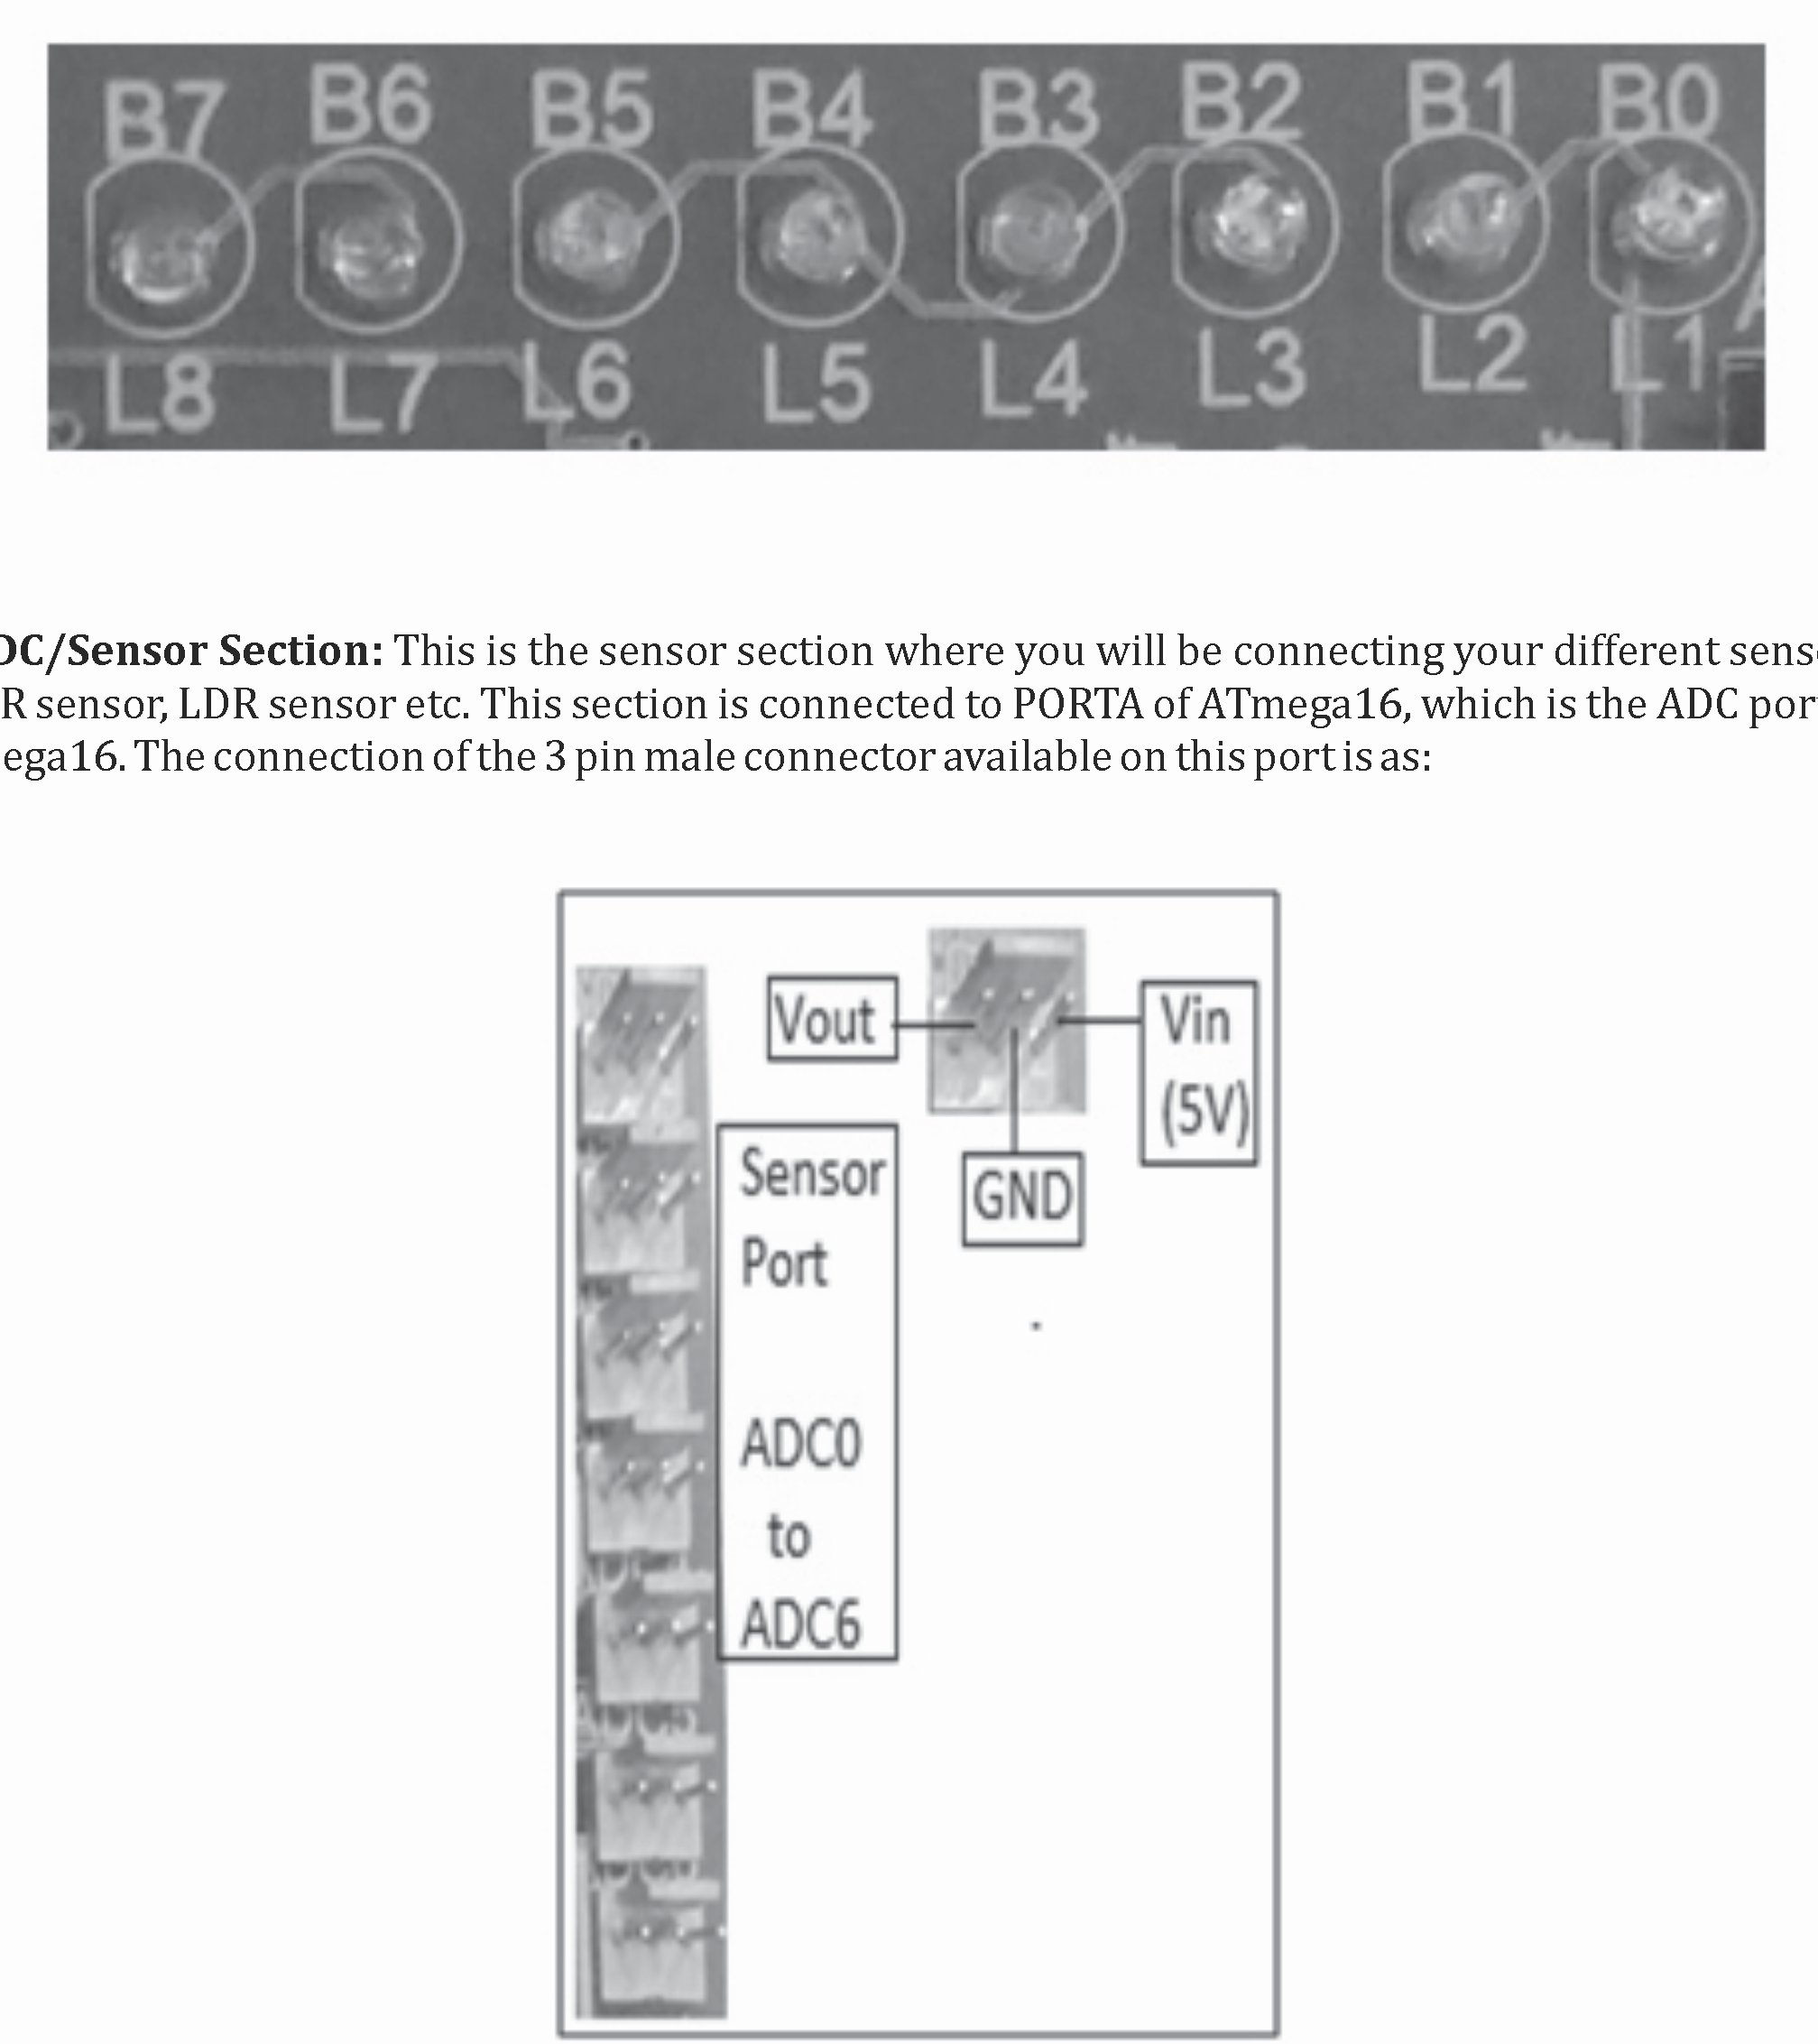 B7 B6 B5 B4 B3 B2 B1 B0
L8 L7 L6 L5 L4 L3 L2 L1
DC/Sensor Section: This is the sensor section where you will be connecting your different
R sensor, LDR sensor etc. This section is connected to PORTA of ATmega16, which is the ADC
ega16. The connection of the 3 pin male connector available on this port is as:
Vout
Vin
(5V)
GND
Sensor
Port
ADC0
to
ADC6